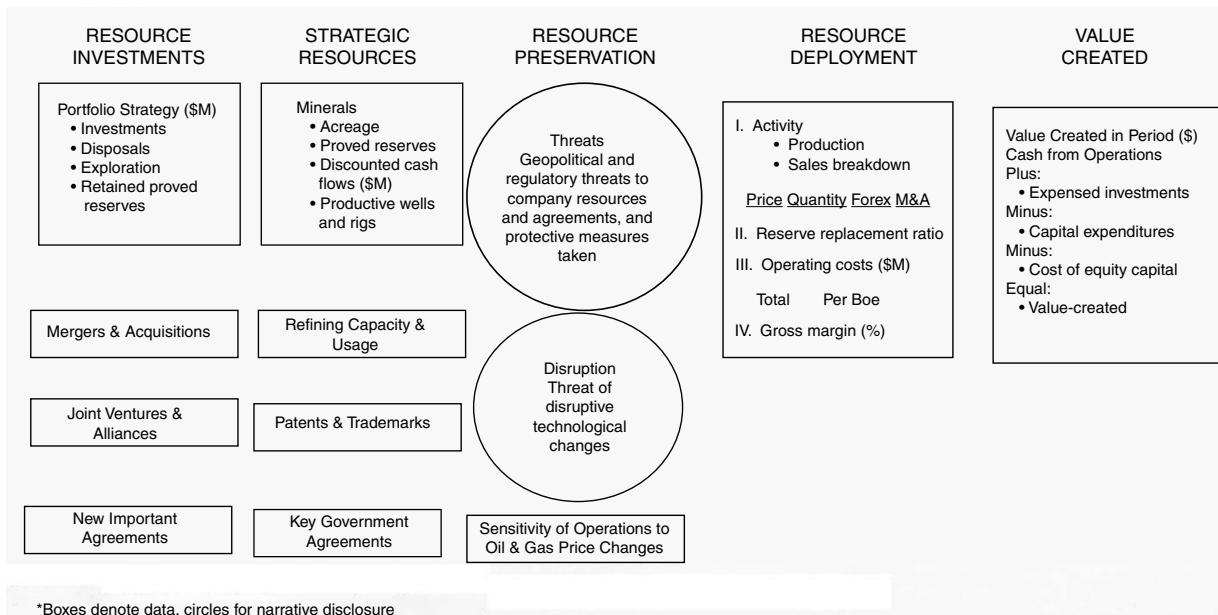 RESOURCE
INVESTMENTS
STRATEGIC
RESOURCES
RESOURCE
PRESERVATION
RESOURCE
DEPLOYMENT
VALUE
CREATED
Portfolio Strategy ($M)
• Investments
• Disposals
• Exploration
• Retained proved
reserves
Mergers & Acquisitions
Joint Ventures &
Alliances
New Important
Agreements
Minerals
• Acreage
• Proved reserves
• Discounted cash
flows ($M)
• Productive wells
and rigs
Refining Capacity &
Usage
Patents & Trademarks
Key Government
Agreements
Threats
Geopolitical and
regulatory threats to
company resources
and agreements, and
protective measures
taken
Disruption
Threat of
disruptive
technological
changes
Sensitivity of Operations to
Oil & Gas Price Changes
I. Activity
• Production
• Sales breakdown
Price Quantity Forex M&A
II. Reserve replacement ratio
III. Operating costs ($M)
Total Per Boe
IV. Gross margin (%)
Value Created in Period ($)
Cash from Operations
Plus:
• Expensed investments
Minus:
• Capital expenditures
Minus:
• Cost of equity capital
Equal:
• Value-created
*Boxes denote data, circles for narrative disclosure